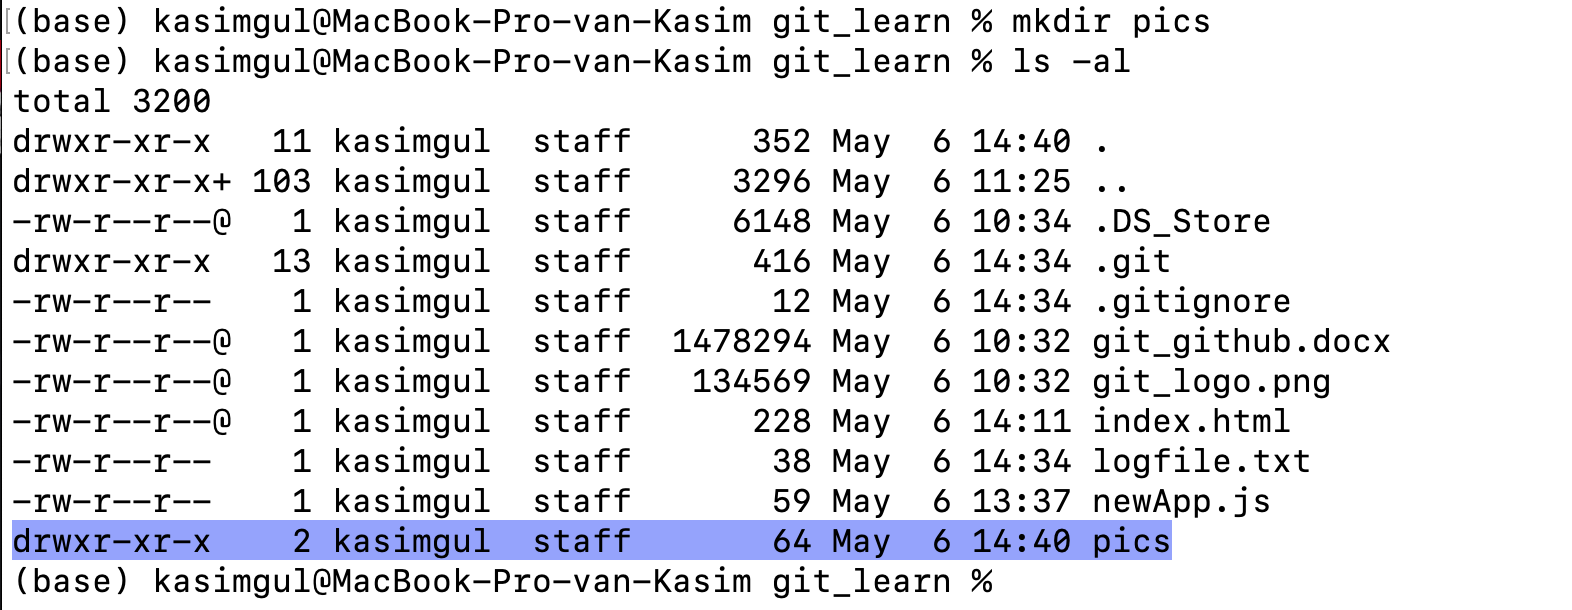 (base) kasimgul@MacBook-Pro-van-Kasim git_learn % mkdir pics
(base) kasimgul@MacBook-Pro-van-Kasim git_learn % ls -al
total 3200
drwxr-xr-x   11 kasimgul  staff      352 May  6 14:40 .
drwxr-xr-x+ 103 kasimgul  staff     3296 May  6 11:25 ..
-rw-r--r--@   1 kasimgul  staff     6148 May  6 10:34 .DS_Store
drwxr-xr-x   13 kasimgul  staff      416 May  6 14:34 .git
-rw-r--r--    1 kasimgul  staff       12 May  6 14:34 .gitignore
-rw-r--r--@   1 kasimgul  staff  1478294 May  6 10:32 git_github.docx
-rw-r--r--@   1 kasimgul  staff   134569 May  6 10:32 git_logo.png
-rw-r--r--@   1 kasimgul  staff      228 May  6 14:11 index.html
-rw-r--r--    1 kasimgul  staff       38 May  6 14:34 logfile.txt
-rw-r--r--    1 kasimgul  staff       59 May  6 13:37 newApp.js
drwxr-xr-x    2 kasimgul  staff       64 May  6 14:40 pics
(base) kasimgul@MacBook-Pro-van-Kasim git_learn %